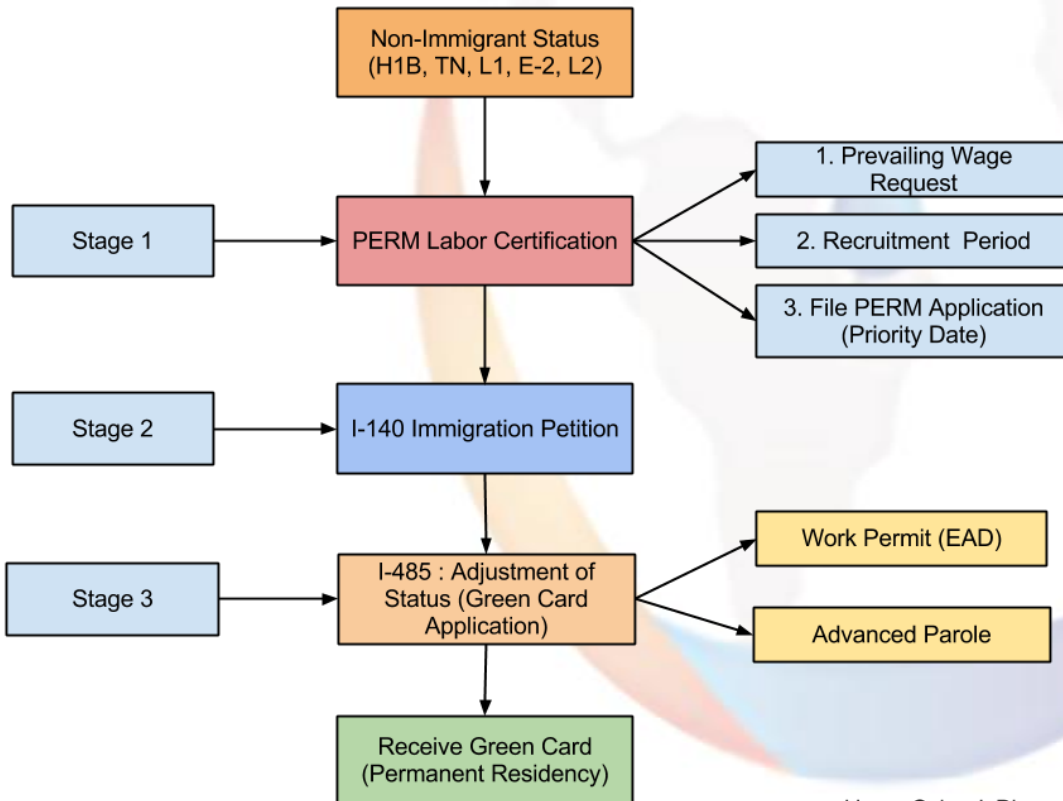 Non-Immigrant Status
(H1B, TN, L1, E-2, L2)
1. Prevailing Wage
Request
Stage 1
PERM Labor Certification
2. Recruitment Period
3. File PERM Application
(Priority Date)
Stage 2
I-140 Immigration Petition
Work Permit (EAD)
Stage 3
I-485 : Adjustment of
Status (Green Card
Application)
Advanced Parole
Receive Green Card
(Permanent Residency)